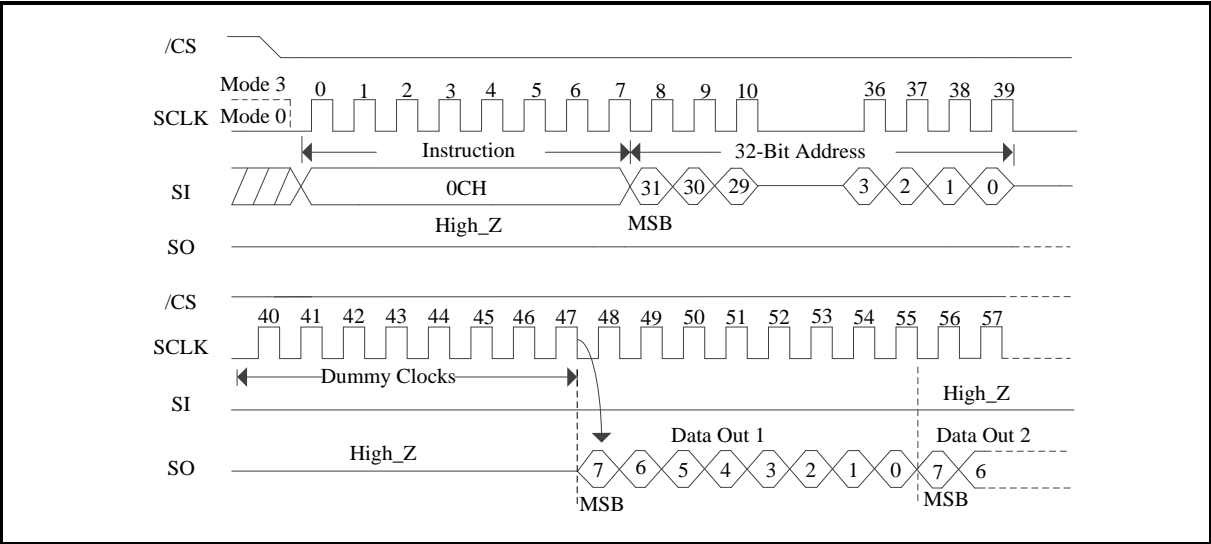 /CS
Mode 3
0 1 2 3 4 5 6 7 8 9 10 36 37 38 39
SCLK Mode 0
Instruction 32-Bit Address
SI 0CH 31 30 29 3 2 1 0
High_Z MSB
SO
/CS
40 41 42 43 44 45 46 47 48 49 50 51 52 53 54 55 56 57
SCLK
Dummy Clocks
SI High_Z
High_Z Data Out 1 Data Out 2
SO 7 6 5 4 3 2 1 0 7 6
MSB MSB